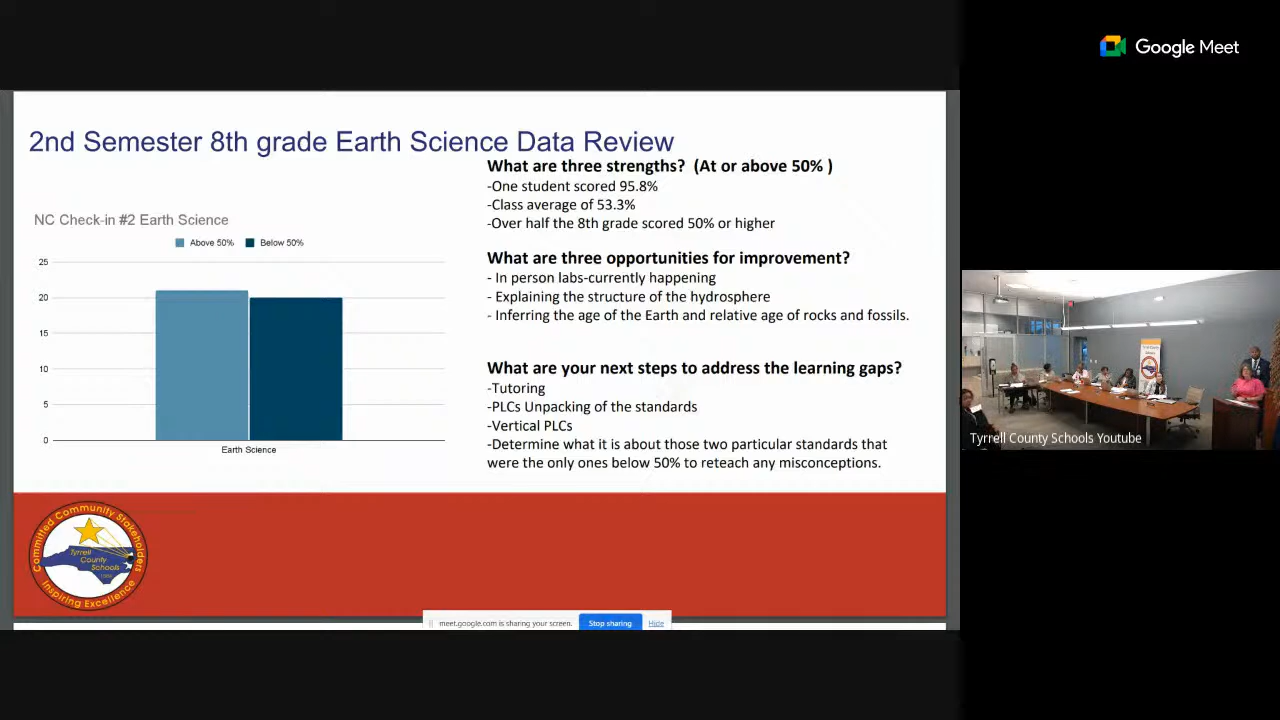 Google Meet
2nd Semester 8th grade Earth Science Data Review
NC Check-in #2 Earth Science
Above 50% Below 50%
25
20
15
10
5
0
Earth Science
What are three strengths? (At or above 50% )
-One student scored 95.8%
-Class average of 53.3%
-Over half the 8th grade scored 50% or higher
What are three opportunities for improvement?
- In person labs-currently happening
- Explaining the structure of the hydrosphere
- Inferring the age of the Earth and relative age of rocks and fossils.
What are your next steps to address the learning gaps?
-Tutoring
-PLCs Unpacking of the standards
-Vertical PLCs
-Determine what it is about those two particular standards that
were the only ones below 50% to reteach any misconceptions.
Committed Community Stakeholders
Tyrrell
County
Schools
Inspiring Excellence
meet.google.com is sharing your screen. Stop sharing Hide
Tyrrell County Schools Youtube